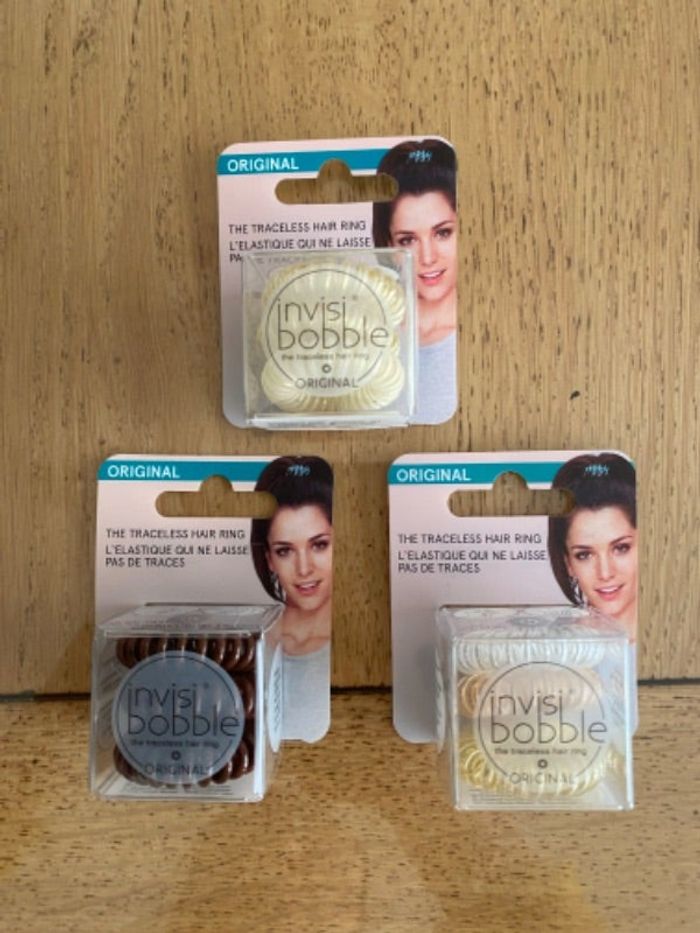 ORIGINAL
THE TRACELESS HAIR RING
L'ELASTIQUE QUI NE LAISSE
invisi
bobble
the traceless hair ring
ORIGINAL
ORIGINAL
THE TRACELESS HAIR RING
L'ELASTIQUE QUI NE LAISSE
PAS DE TRACES
invisi
bobble
the traceless hair ring
ORIGINAL
ORIGINAL
THE TRACELESS HAIR RING
L'ELASTIQUE QUI NE LAISSE
PAS DE TRACES
invisi
bobble
the traceless hair ring
ORIGINAL